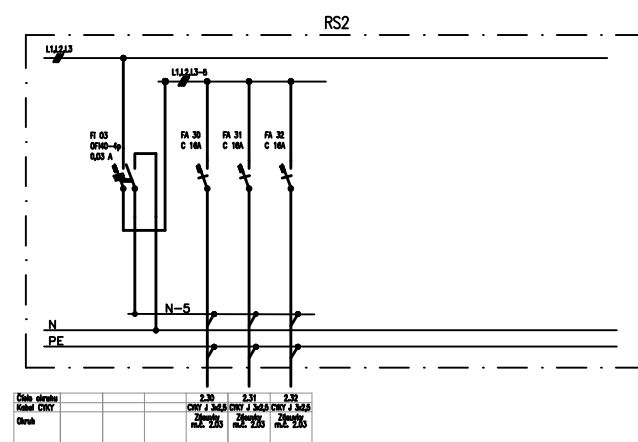 RS2
L1,L2,L3
L1,L2,L3-5
FI 03
OFI40-4p
0,03 A
FA 30
C 16A
FA 31
C 16A
FA 32
C 16A
N-5
N
PE
Číslo okruhu 2.30 2.31 2.32
Kabel CYKY CYKY J 3x2,5 CYKY J 3x2,5 CYKY J 3x2,5
Okruh Zásuvky Zásuvky Zásuvky
m.č. 2.03 m.č. 2.03 m.č. 2.03